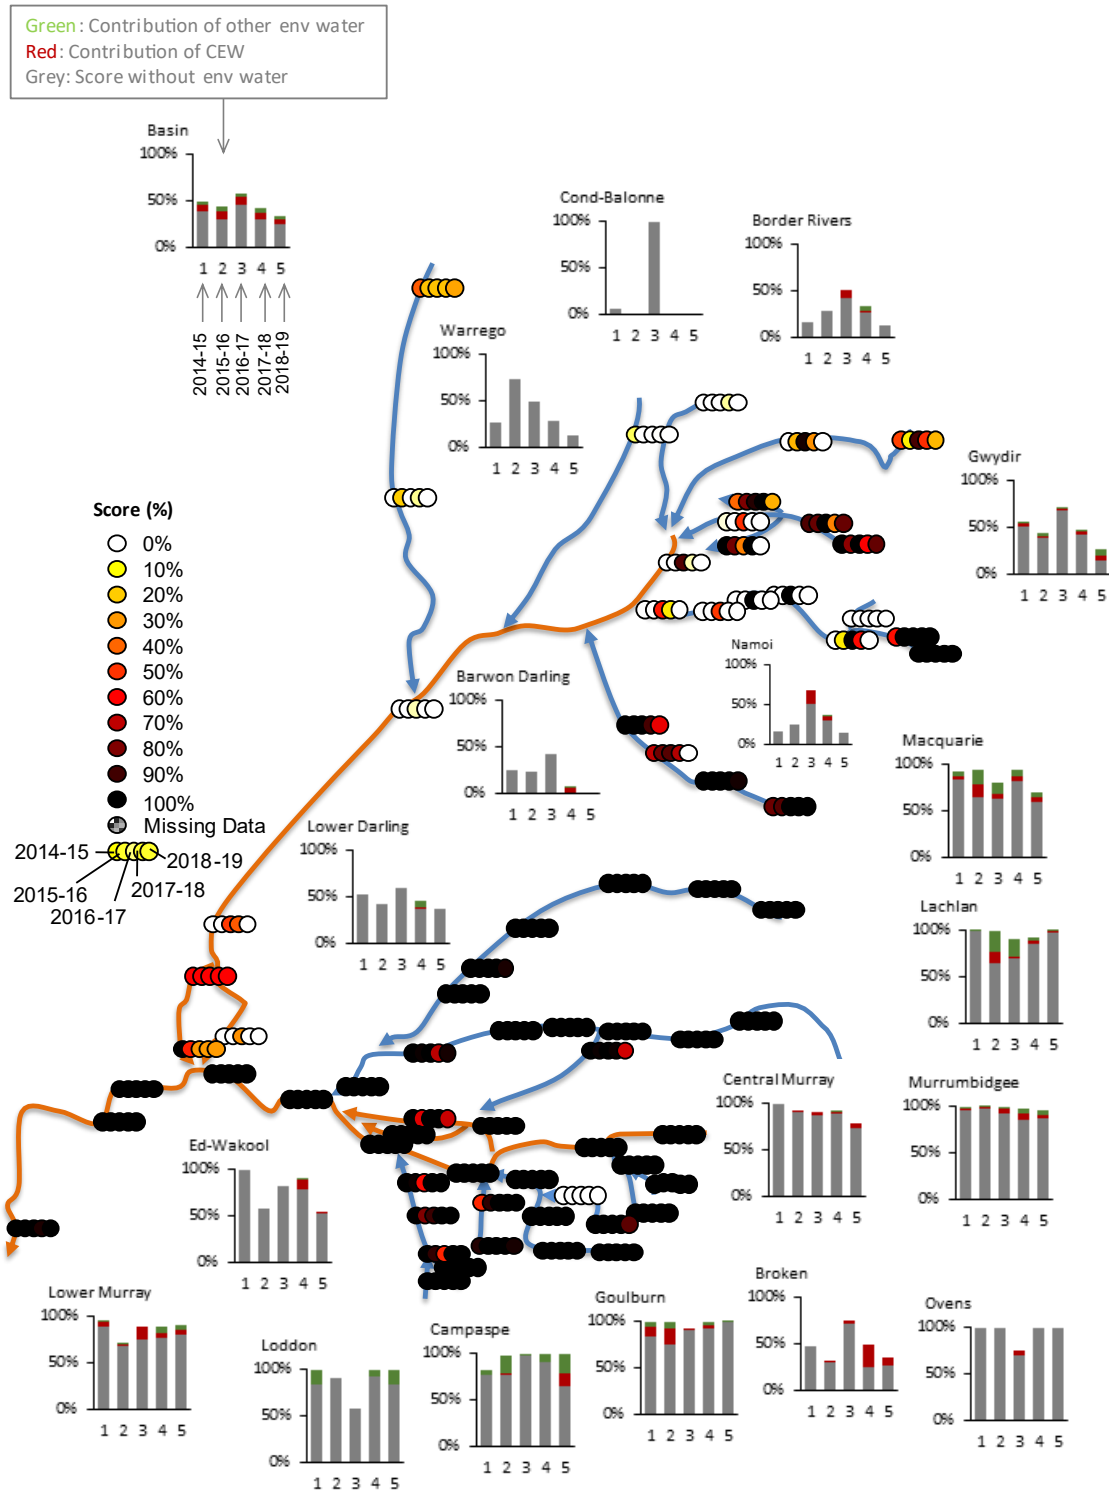 Green: Contribution of other env water
Red: Contribution of CEW
Grey: Score without env water
Basin
100%
50%
0%
1 2 3 4 5
2014-15
2015-16
2016-17
2017-18
2018-19
Cond-Balonne
100%
50%
0%
1 2 3 4 5
Border Rivers
100%
50%
0%
1 2 3 4 5
Warrego
100%
50%
0%
1 2 3 4 5
Gwydir
100%
50%
0%
1 2 3 4 5
Score (%)
0%
10%
20%
30%
40%
50%
60%
70%
80%
90%
100%
Missing Data
2014-15
2015-16
2016-17
2017-18
2018-19
Namoi
100%
50%
0%
1 2 3 4 5
Barwon Darling
100%
50%
0%
1 2 3 4 5
Macquarie
100%
50%
0%
1 2 3 4 5
Lower Darling
100%
50%
0%
1 2 3 4 5
Lachlan
100%
50%
0%
1 2 3 4 5
Central Murray
100%
50%
0%
1 2 3 4 5
Murrumbidgee
100%
50%
0%
1 2 3 4 5
Ed-Wakool
100%
50%
0%
1 2 3 4 5
Lower Murray
100%
50%
0%
1 2 3 4 5
Loddon
100%
50%
0%
1 2 3 4 5
Campaspe
100%
50%
0%
1 2 3 4 5
Goulburn
100%
50%
0%
1 2 3 4 5
Broken
100%
50%
0%
1 2 3 4 5
Ovens
100%
50%
0%
1 2 3 4 5